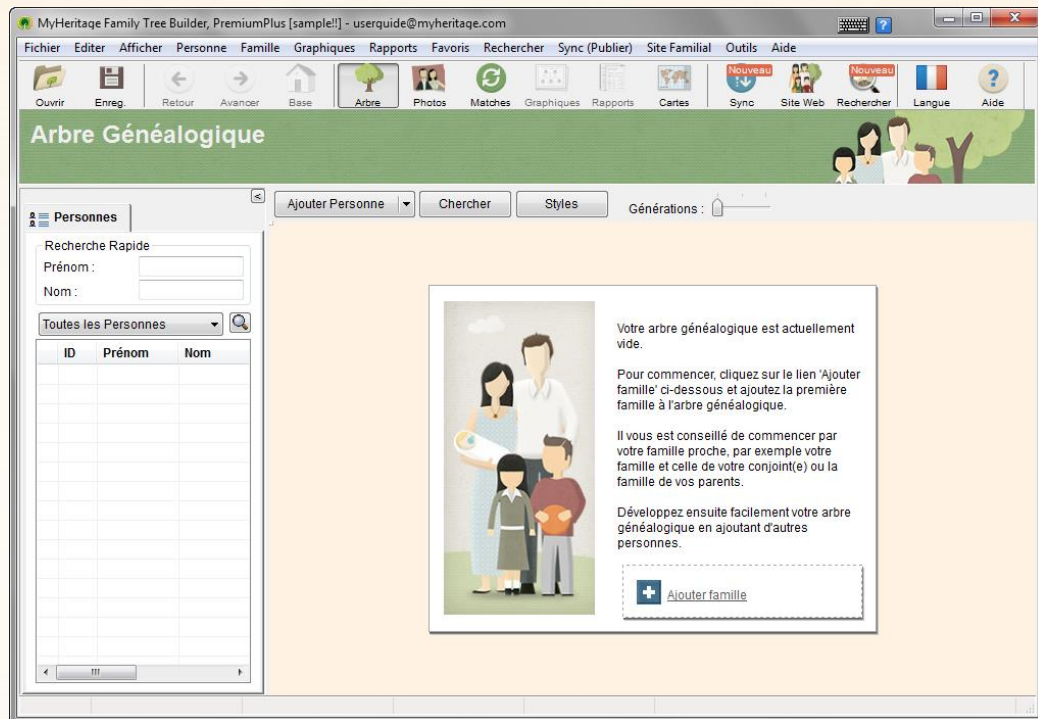 MyHeritage Family Tree Builder, PremiumPlus [sample!!] - userguide@myheritage.com
Fichier Editer Afficher Personne Famille Graphiques Rapports Favoris Rechercher Sync (Publier) Site Familial Outils Aide
Nouveau Nouveau
Ouvrir Enreg. Retour Avancer Base Arbre Photos Matches Graphiques Rapports Cartes Sync Site Web Rechercher Langue Aide
Arbre Généalogique
Ajouter Personne Chercher Styles Générations :
Personnes
Recherche Rapide
Prénom :
Nom :
Toutes les Personnes
ID Prénom Nom
Votre arbre généalogique est actuellement
vide.
Pour commencer, cliquez sur le lien 'Ajouter
famille' ci-dessous et ajoutez la première
famille à l'arbre généalogique.
Il vous est conseillé de commencer par
votre famille proche, par exemple votre
famille et celle de votre conjoint(e) ou la
famille de vos parents.
Développez ensuite facilement votre arbre
généalogique en ajoutant d'autres
personnes.
Ajouter famille